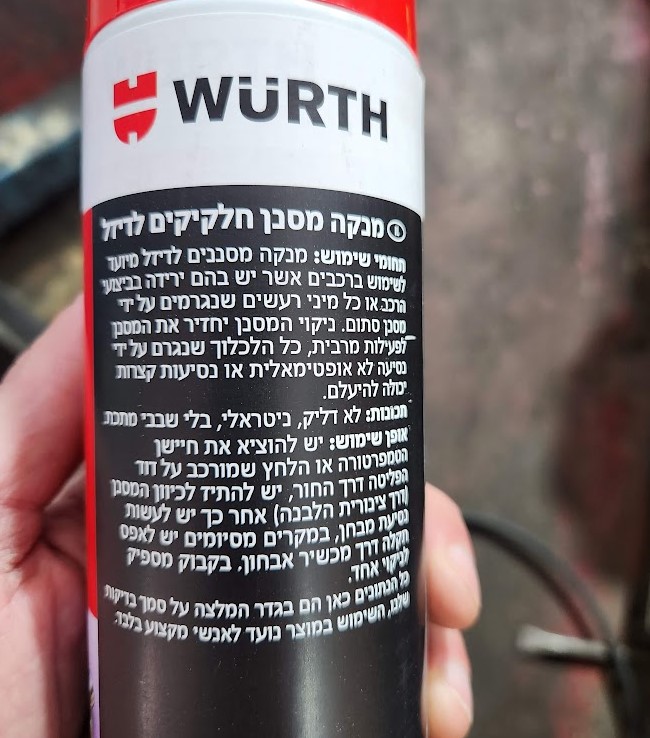 WÜRTH
מנקה מסנן חלקיקים לדיזל
תחומי שימוש: מנקה מסננים לדיזל מיועד
לשימוש ברכבים אשר יש בהם ירידה בביצועי
הרכב או כל מיני רעשים שנגרמים על ידי
מסנן סתום. ניקוי המסנן יחדיר את המסנן
לפעילות מרבית, כל הלכלוך שנגרם על ידי
נסיעה לא אופטימאלית או נסיעות קצרות
יכולה להיעלם.
תכונות: לא דליק, ניטראלי, בלי שבבי מתכת.
אופן שימוש: יש להוציא את חיישן
הטמפרטורה או הלחץ שמורכב על דוד
הפליטה דרך החור, יש להתיז לכיוון המסנן
(דרך צינורית הלבנה) אחר כך יש לעשות
נסיעת מבחן, במקרים מסיומים יש לאפס
תקלה דרך מכשיר אבחון, בקבוק מספיק
לניקוי אחד.
כל הנתונים כאן הם בגדר המלצה על סמך בדיקות
שלנו, השימוש במוצר נועד לאנשי מקצוע בלבד.